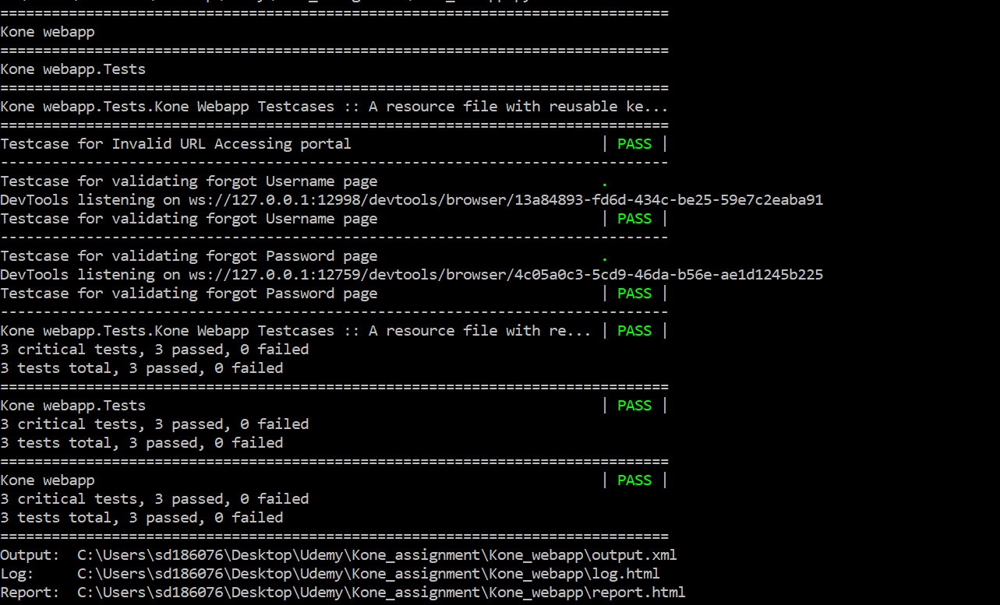 ==============================================================================
Kone webapp
==============================================================================
Kone webapp.Tests
==============================================================================
Kone webapp.Tests.Kone Webapp Testcases :: A resource file with reusable ke...
==============================================================================
Testcase for Invalid URL Accessing portal                             | PASS |
------------------------------------------------------------------------------
Testcase for validating forgot Username page                          .
DevTools listening on ws://127.0.0.1:12998/devtools/browser/13a84893-fd6d-434c-be25-59e7c2eaba91
Testcase for validating forgot Username page                          | PASS |
------------------------------------------------------------------------------
Testcase for validating forgot Password page                          .
DevTools listening on ws://127.0.0.1:12759/devtools/browser/4c05a0c3-5cd9-46da-b56e-ae1d1245b225
Testcase for validating forgot Password page                          | PASS |
------------------------------------------------------------------------------
Kone webapp.Tests.Kone Webapp Testcases :: A resource file with re... | PASS |
3 critical tests, 3 passed, 0 failed
3 tests total, 3 passed, 0 failed
==============================================================================
Kone webapp.Tests                                                     | PASS |
3 critical tests, 3 passed, 0 failed
3 tests total, 3 passed, 0 failed
==============================================================================
Kone webapp                                                           | PASS |
3 critical tests, 3 passed, 0 failed
3 tests total, 3 passed, 0 failed
==============================================================================
Output:  C:\Users\sd186076\Desktop\Udemy\Kone_assignment\Kone_webapp\output.xml
Log:     C:\Users\sd186076\Desktop\Udemy\Kone_assignment\Kone_webapp\log.html
Report:  C:\Users\sd186076\Desktop\Udemy\Kone_assignment\Kone_webapp\report.html